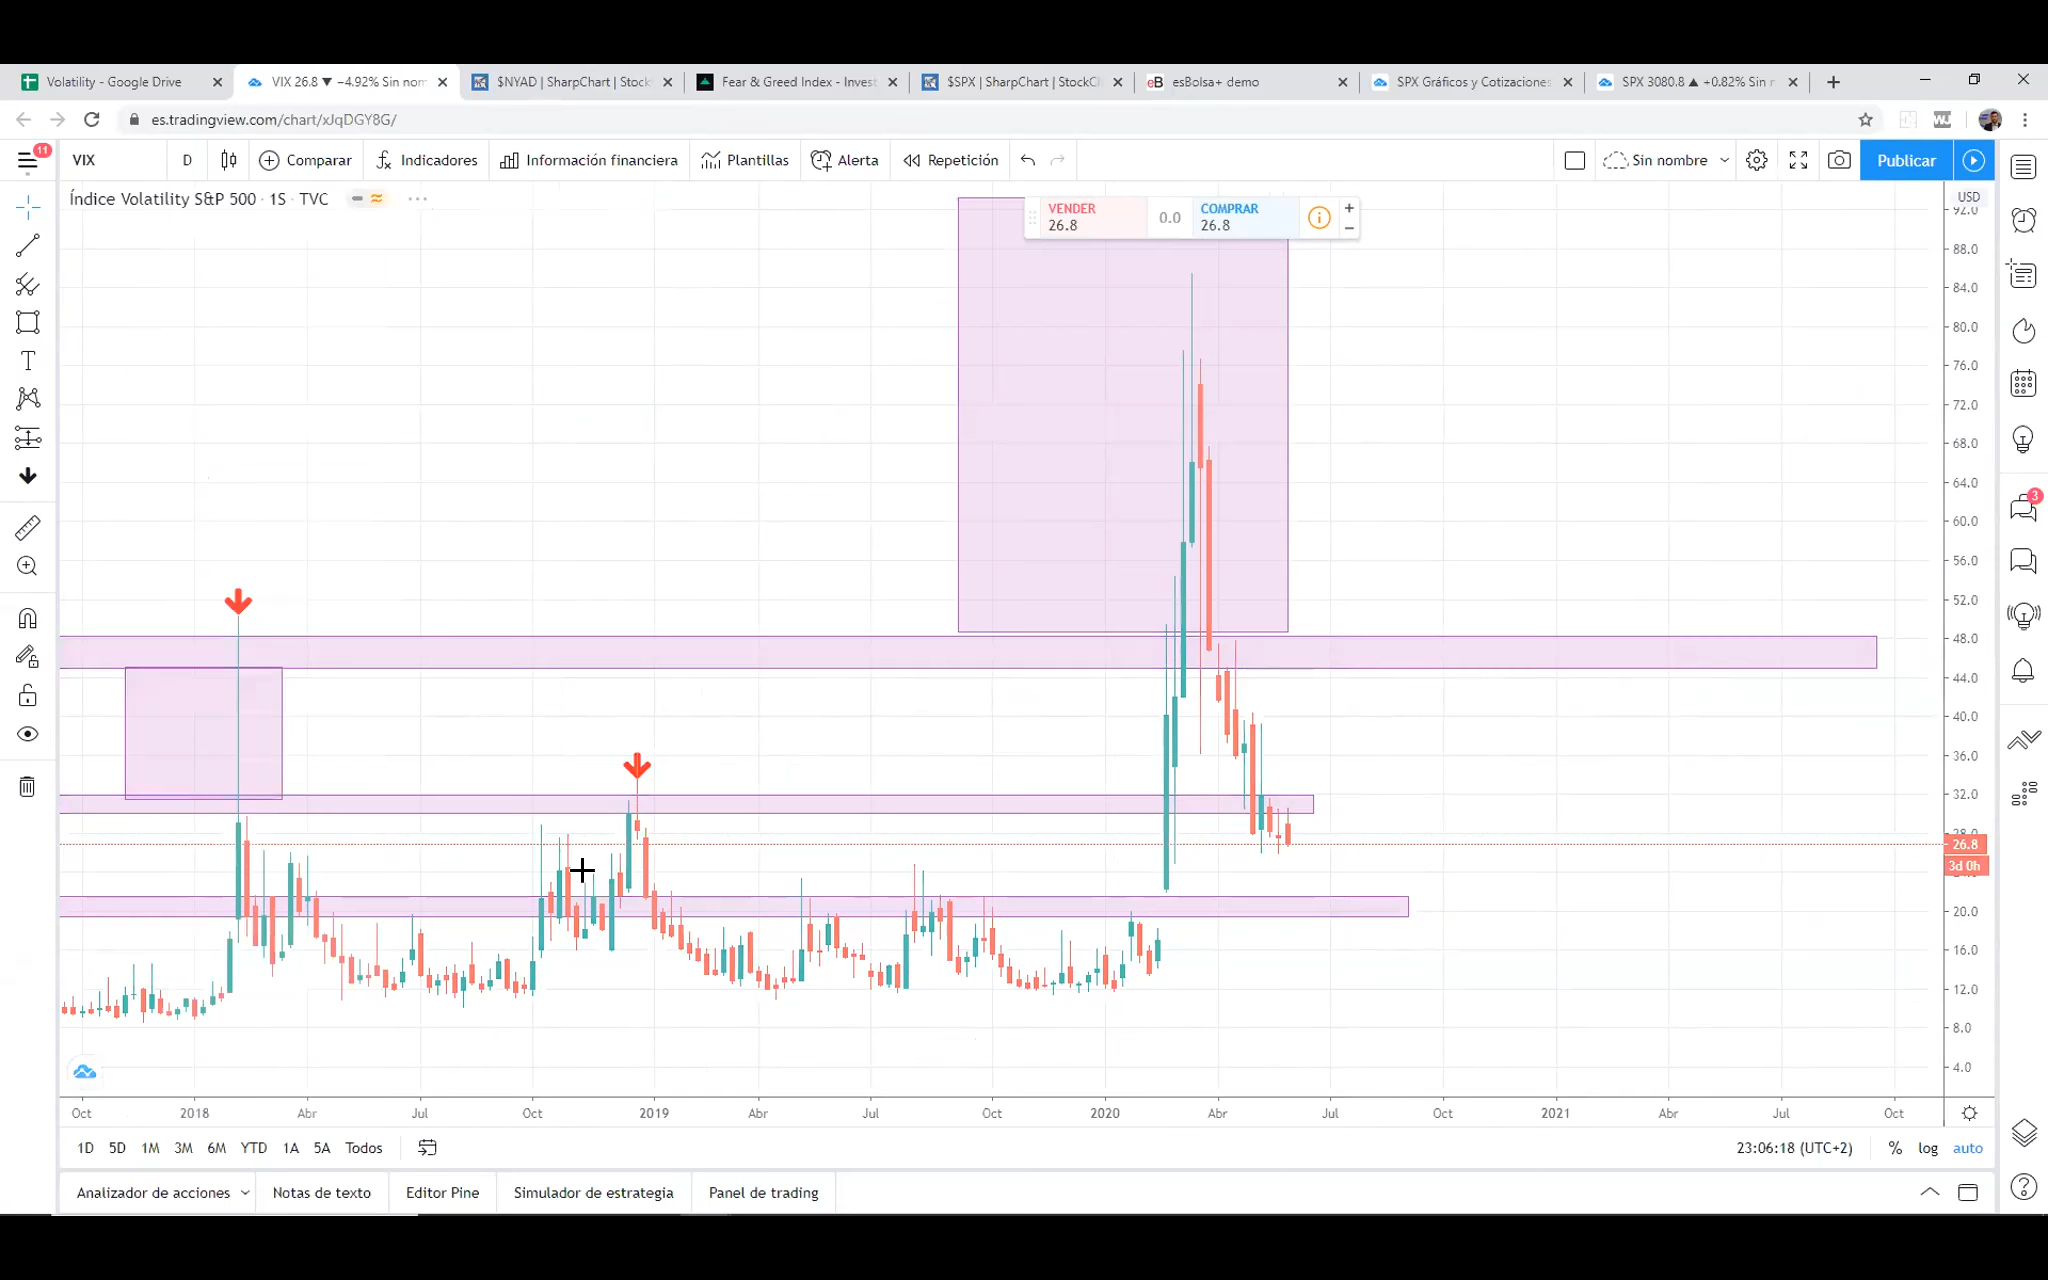 Volatility - Google Drive
VIX 26.8 ▼ −4.92% Sin nom
$NYAD | SharpChart | Stock
Fear & Greed Index - Invest
$SPX | SharpChart | StockC
eB esBolsa+ demo
SPX Gráficos y Cotizaciones
SPX 3080.8 ▲ +0.82% Sin r
es.tradingview.com/chart/xJqDGY8G/
11
VIX
D
Comparar
Indicadores
Información financiera
Plantillas
Alerta
Repetición
Sin nombre
Publicar
Índice Volatility S&P 500 · 1S · TVC
VENDER
26.8
0.0
COMPRAR
26.8
USD
92.0
88.0
84.0
80.0
76.0
72.0
68.0
64.0
60.0
56.0
52.0
48.0
44.0
40.0
36.0
32.0
28.0
26.8
3d 0h
20.0
16.0
12.0
8.0
4.0
3
Oct
2018
Abr
Jul
Oct
2019
Abr
Jul
Oct
2020
Abr
Jul
Oct
2021
Abr
Jul
Oct
1D
5D
1M
3M
6M
YTD
1A
5A
Todos
23:06:18 (UTC+2)
%
log
auto
Analizador de acciones
Notas de texto
Editor Pine
Simulador de estrategia
Panel de trading